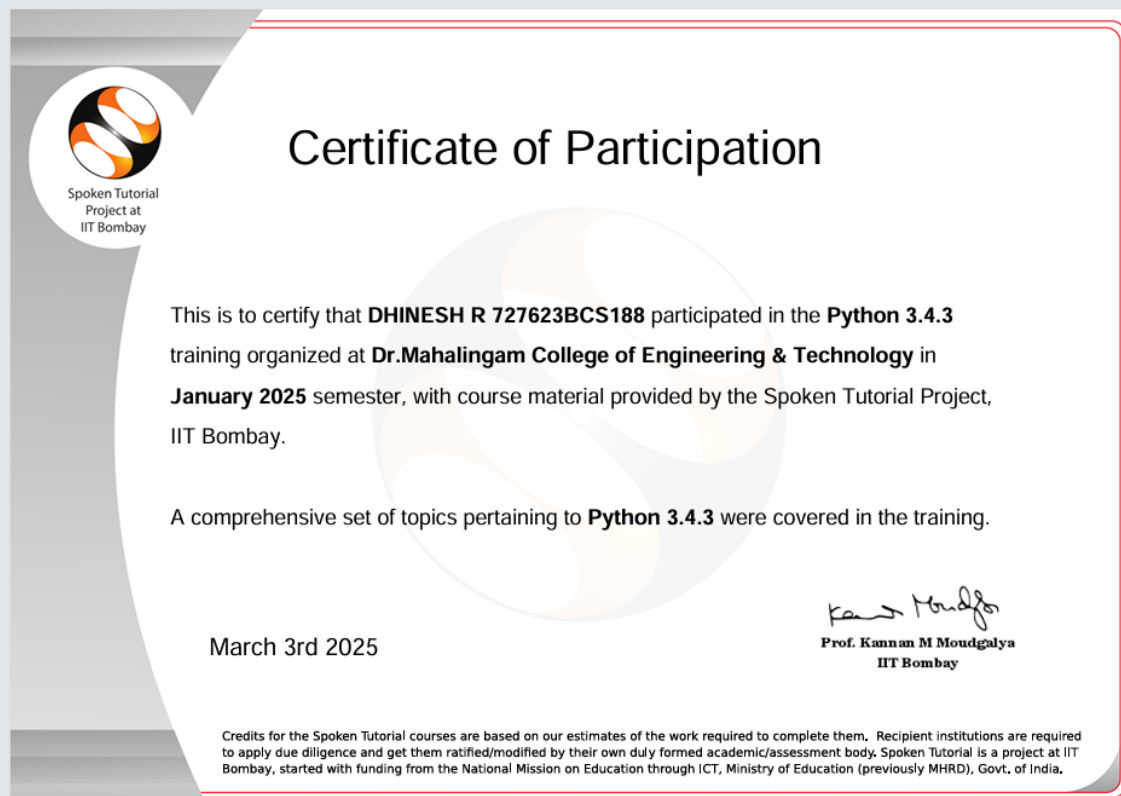 Spoken Tutorial
Project at
IIT Bombay
Certificate of Participation
This is to certify that DHINESH R 727623BCS188 participated in the Python 3.4.3
training organized at Dr.Mahalingam College of Engineering & Technology in
January 2025 semester, with course material provided by the Spoken Tutorial Project,
IIT Bombay.
A comprehensive set of topics pertaining to Python 3.4.3 were covered in the training.
March 3rd 2025
Kannan Moudgalya
Prof. Kannan M Moudgalya
IIT Bombay
Credits for the Spoken Tutorial courses are based on our estimates of the work required to complete them. Recipient institutions are required
to apply due diligence and get them ratified/modified by their own duly formed academic/assessment body. Spoken Tutorial is a project at IIT
Bombay, started with funding from the National Mission on Education through ICT, Ministry of Education (previously MHRD), Govt. of India.